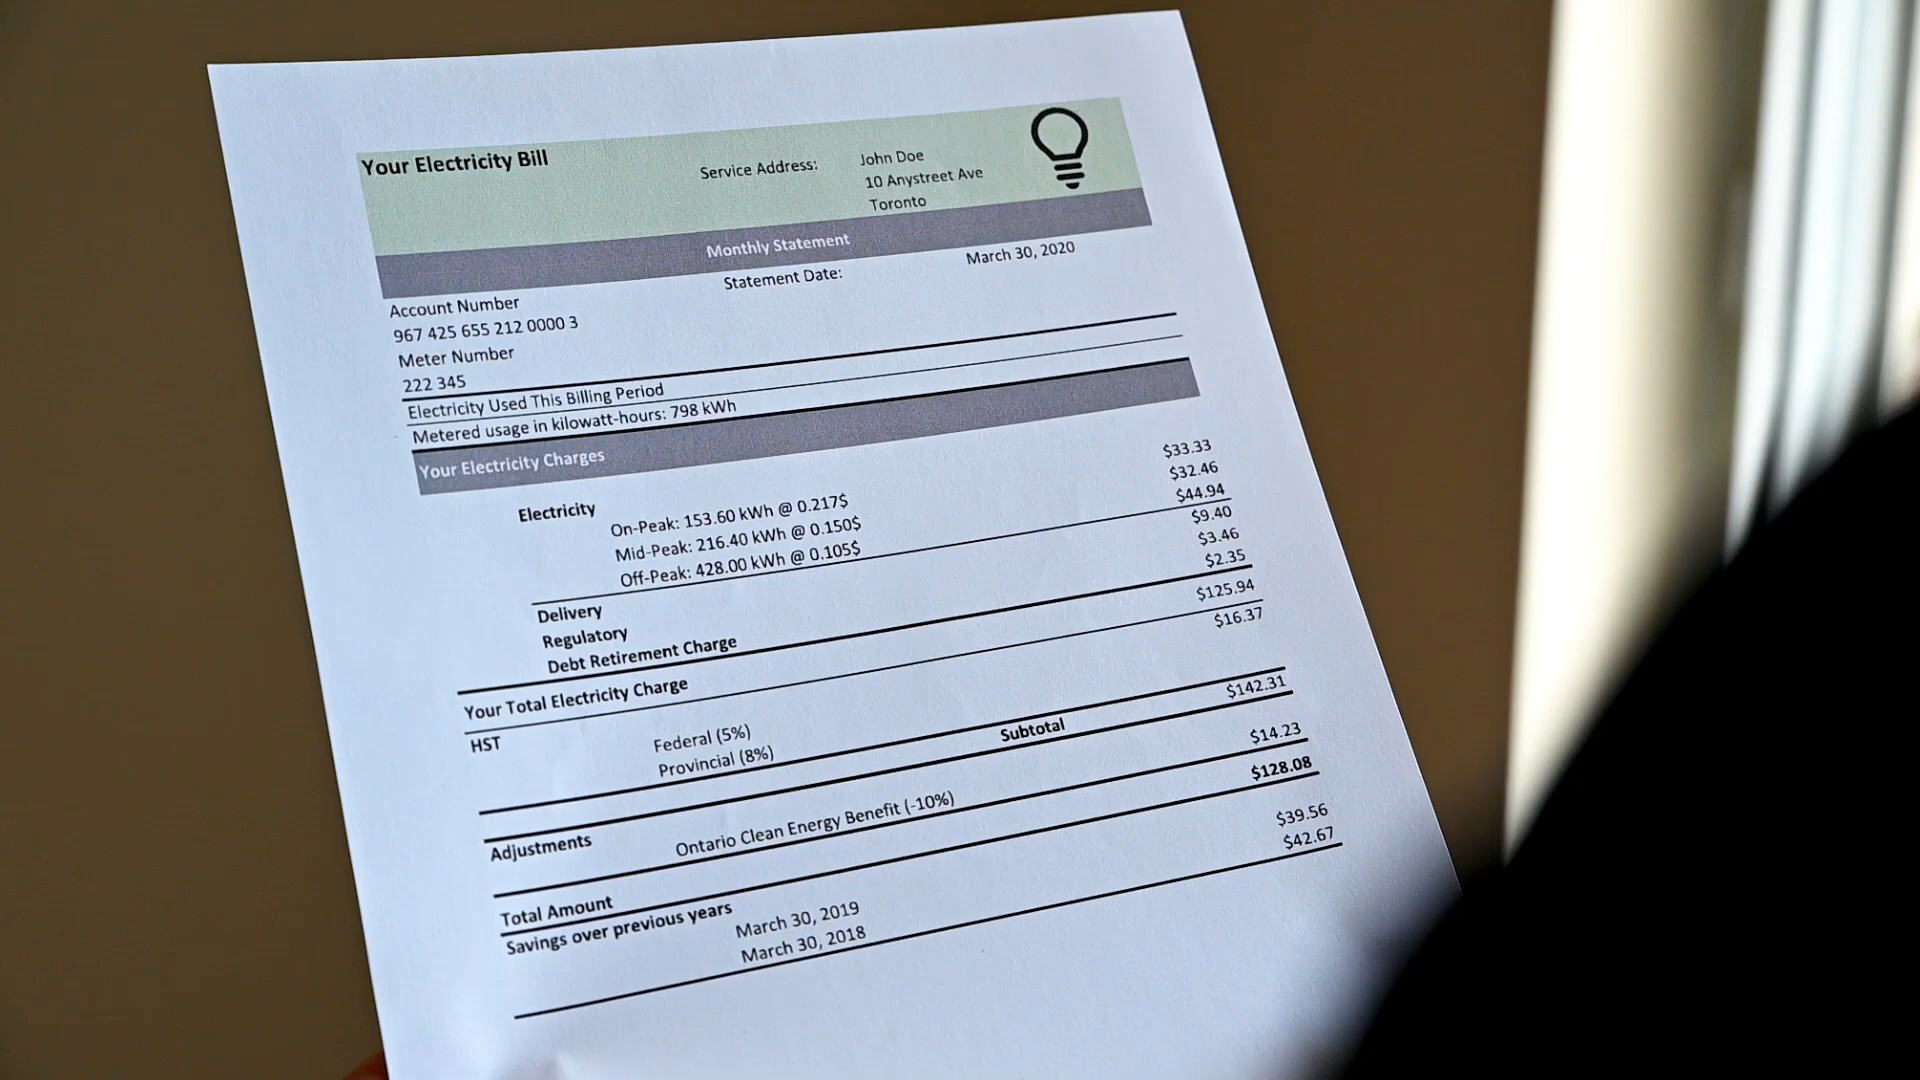 Your Electricity Bill
Service Address: John Doe
10 Anystreet Ave
Toronto
Monthly Statement
Statement Date: March 30, 2020
Account Number
967 425 655 212 0000 3
Meter Number
222 345
Electricity Used This Billing Period
Metered usage in kilowatt-hours: 798 kWh
Your Electricity Charges
Electricity
On-Peak: 153.60 kWh @ 0.217$ $33.33
Mid-Peak: 216.40 kWh @ 0.150$ $32.46
Off-Peak: 428.00 kWh @ 0.105$ $44.94
Delivery $9.40
Regulatory $3.46
Debt Retirement Charge $2.35
Your Total Electricity Charge $125.94
HST Federal (5%) $16.37
Provincial (8%)
Subtotal $142.31
Adjustments Ontario Clean Energy Benefit (-10%) $14.23
Total Amount $128.08
Savings over previous years
March 30, 2019 $39.56
March 30, 2018 $42.67